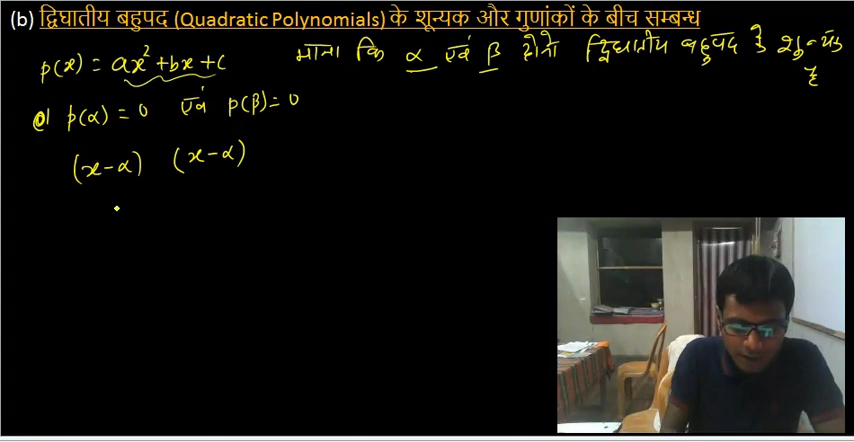 (b) द्विघातीय बहुपद (Quadratic Polynomials) के शून्यक और गुणांकों के बीच सम्बन्ध
p(x) = ax² + bx + c माना कि α एवं β दोनों द्विघातीय बहुपद के शून्यक है
p(α) = 0 एवं p(β) = 0
(x-α) (x-α)